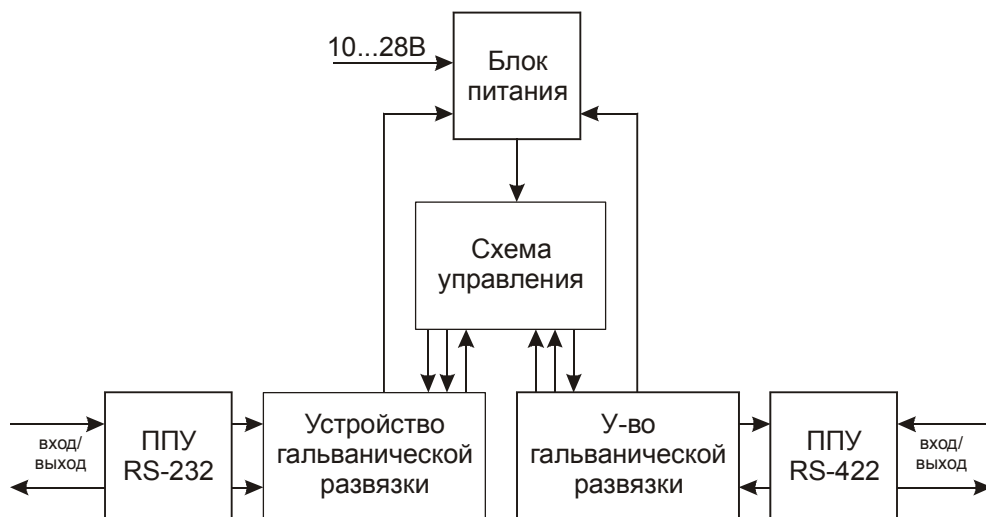 10...28В
Блок
питания
Схема
управления
вход/
выход
ППУ
RS-232
Устройство
гальванической
развязки
У-во
гальванической
развязки
ППУ
RS-422
вход/
выход